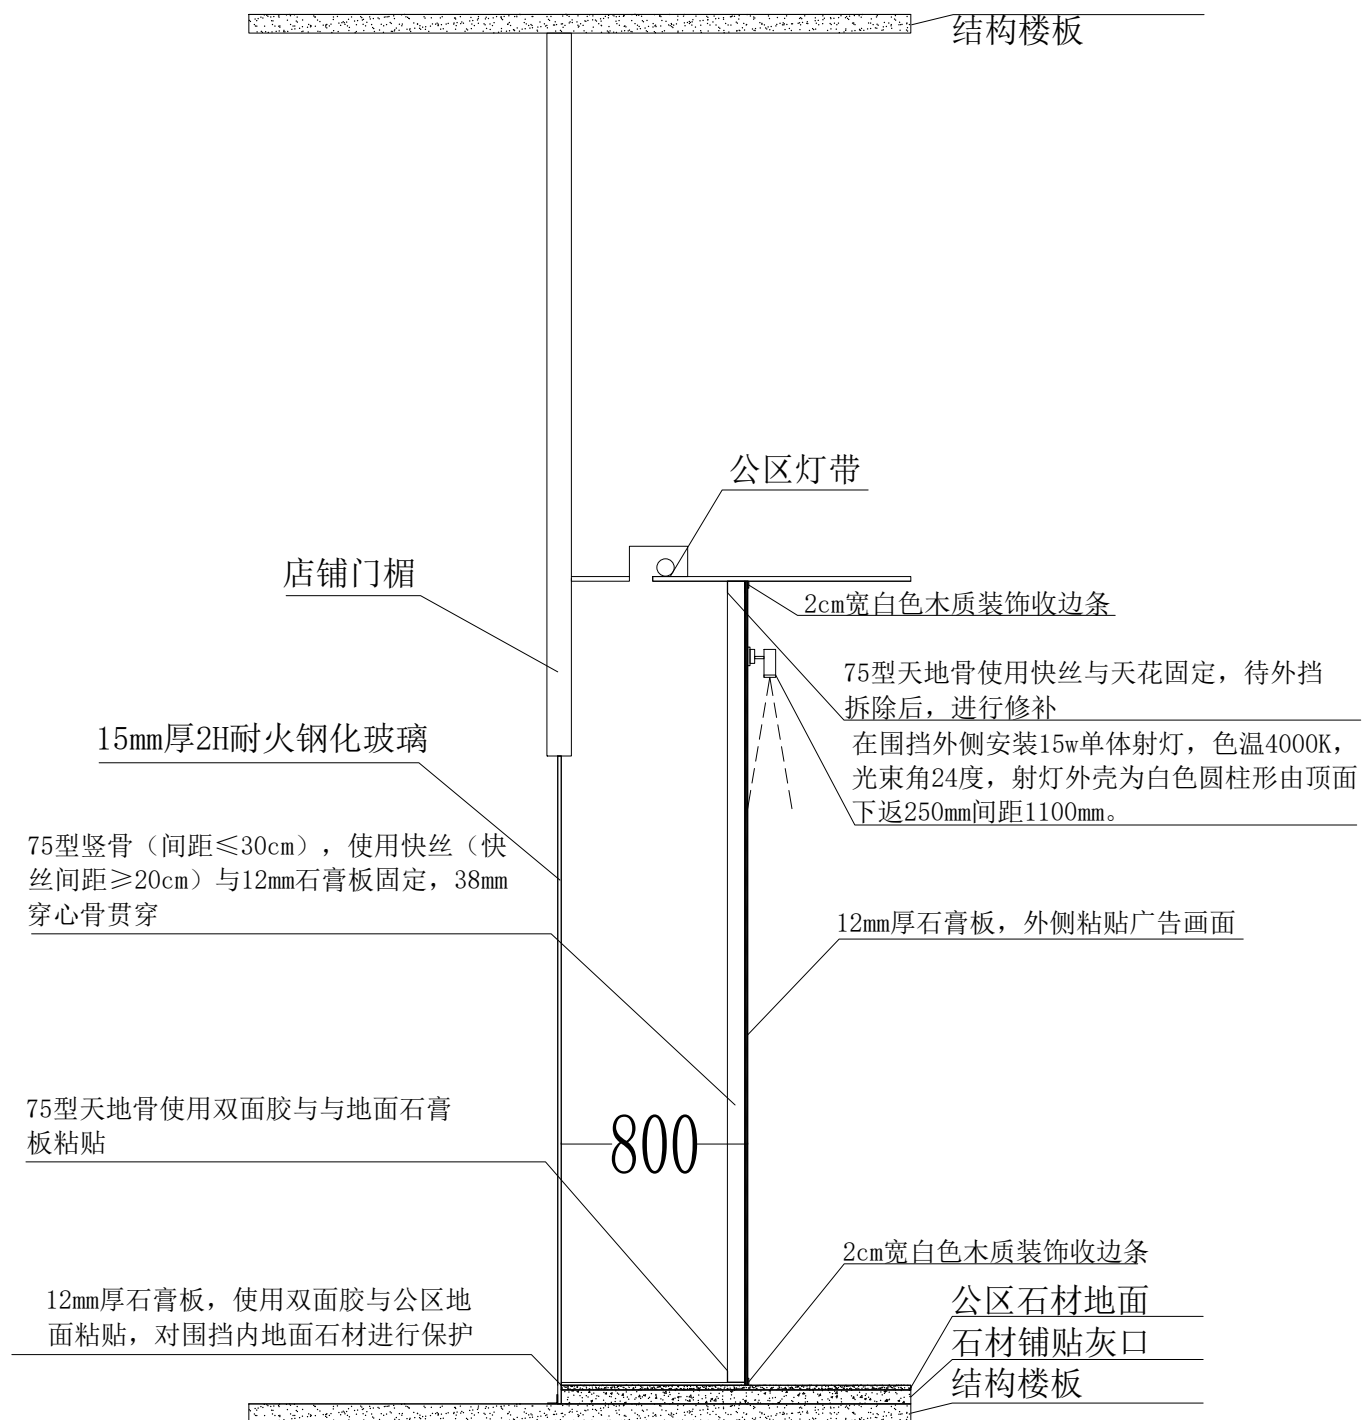 结构楼板
公区灯带
店铺门楣
2cm宽白色木质装饰收边条
75型天地骨使用快丝与天花固定，待外挡
拆除后，进行修补
15mm厚2H耐火钢化玻璃
在围挡外侧安装15w单体射灯，色温4000K，
光束角24度，射灯外壳为白色圆柱形由顶面
下返250mm间距1100mm。
75型竖骨（间距≤30cm），使用快丝（快
丝间距≥20cm）与12mm石膏板固定，38mm
穿心骨贯穿
12mm厚石膏板，外侧粘贴广告画面
75型天地骨使用双面胶与与地面石膏
板粘贴
800
2cm宽白色木质装饰收边条
12mm厚石膏板，使用双面胶与公区地
面粘贴，对围挡内地面石材进行保护
公区石材地面
石材铺贴灰口
结构楼板